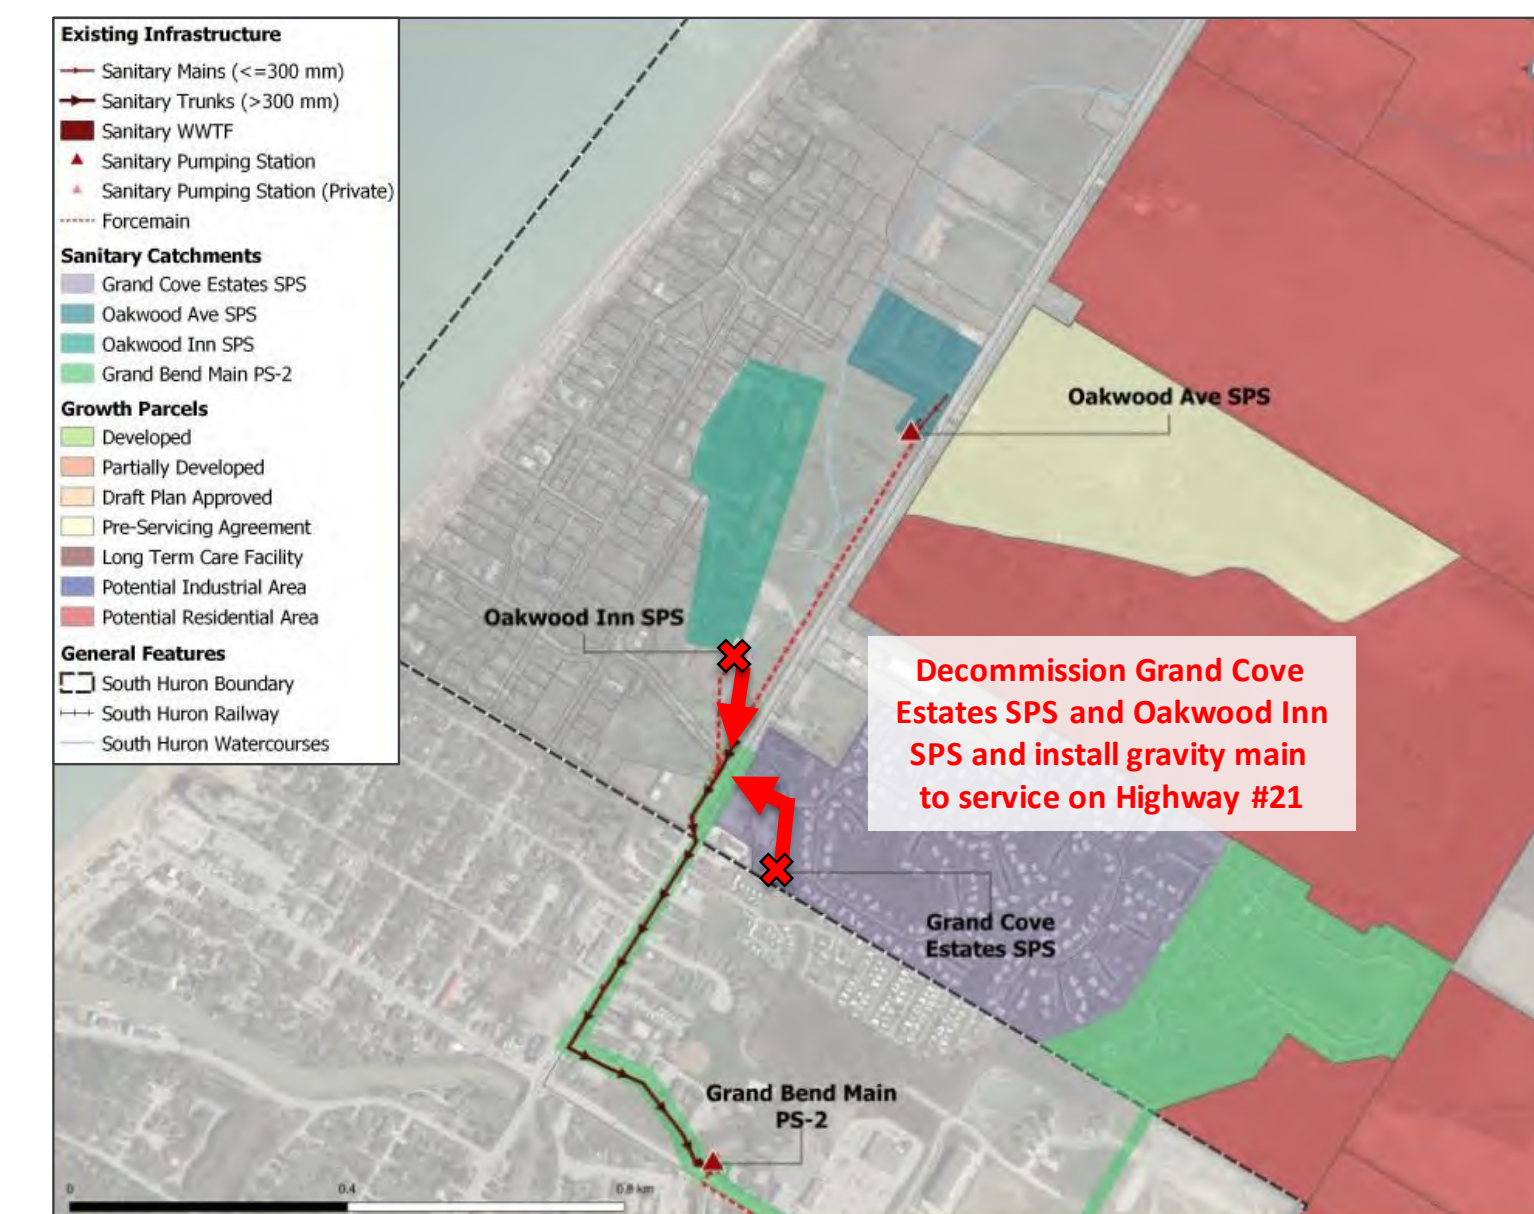 Existing Infrastructure
Sanitary Mains (<=300 mm)
Sanitary Trunks (>300 mm)
Sanitary WWTF
Sanitary Pumping Station
Sanitary Pumping Station (Private)
Forcemain
Sanitary Catchments
Grand Cove Estates SPS
Oakwood Ave SPS
Oakwood Inn SPS
Grand Bend Main PS-2
Growth Parcels
Developed
Partially Developed
Draft Plan Approved
Pre-Servicing Agreement
Long Term Care Facility
Potential Industrial Area
Potential Residential Area
General Features
South Huron Boundary
South Huron Railway
South Huron Watercourses
Oakwood Ave SPS
Oakwood Inn SPS
Decommission Grand Cove
Estates SPS and Oakwood Inn
SPS and install gravity main
to service on Highway #21
Grand Cove
Estates SPS
Grand Bend Main
PS-2
0 0.4 0.8 km